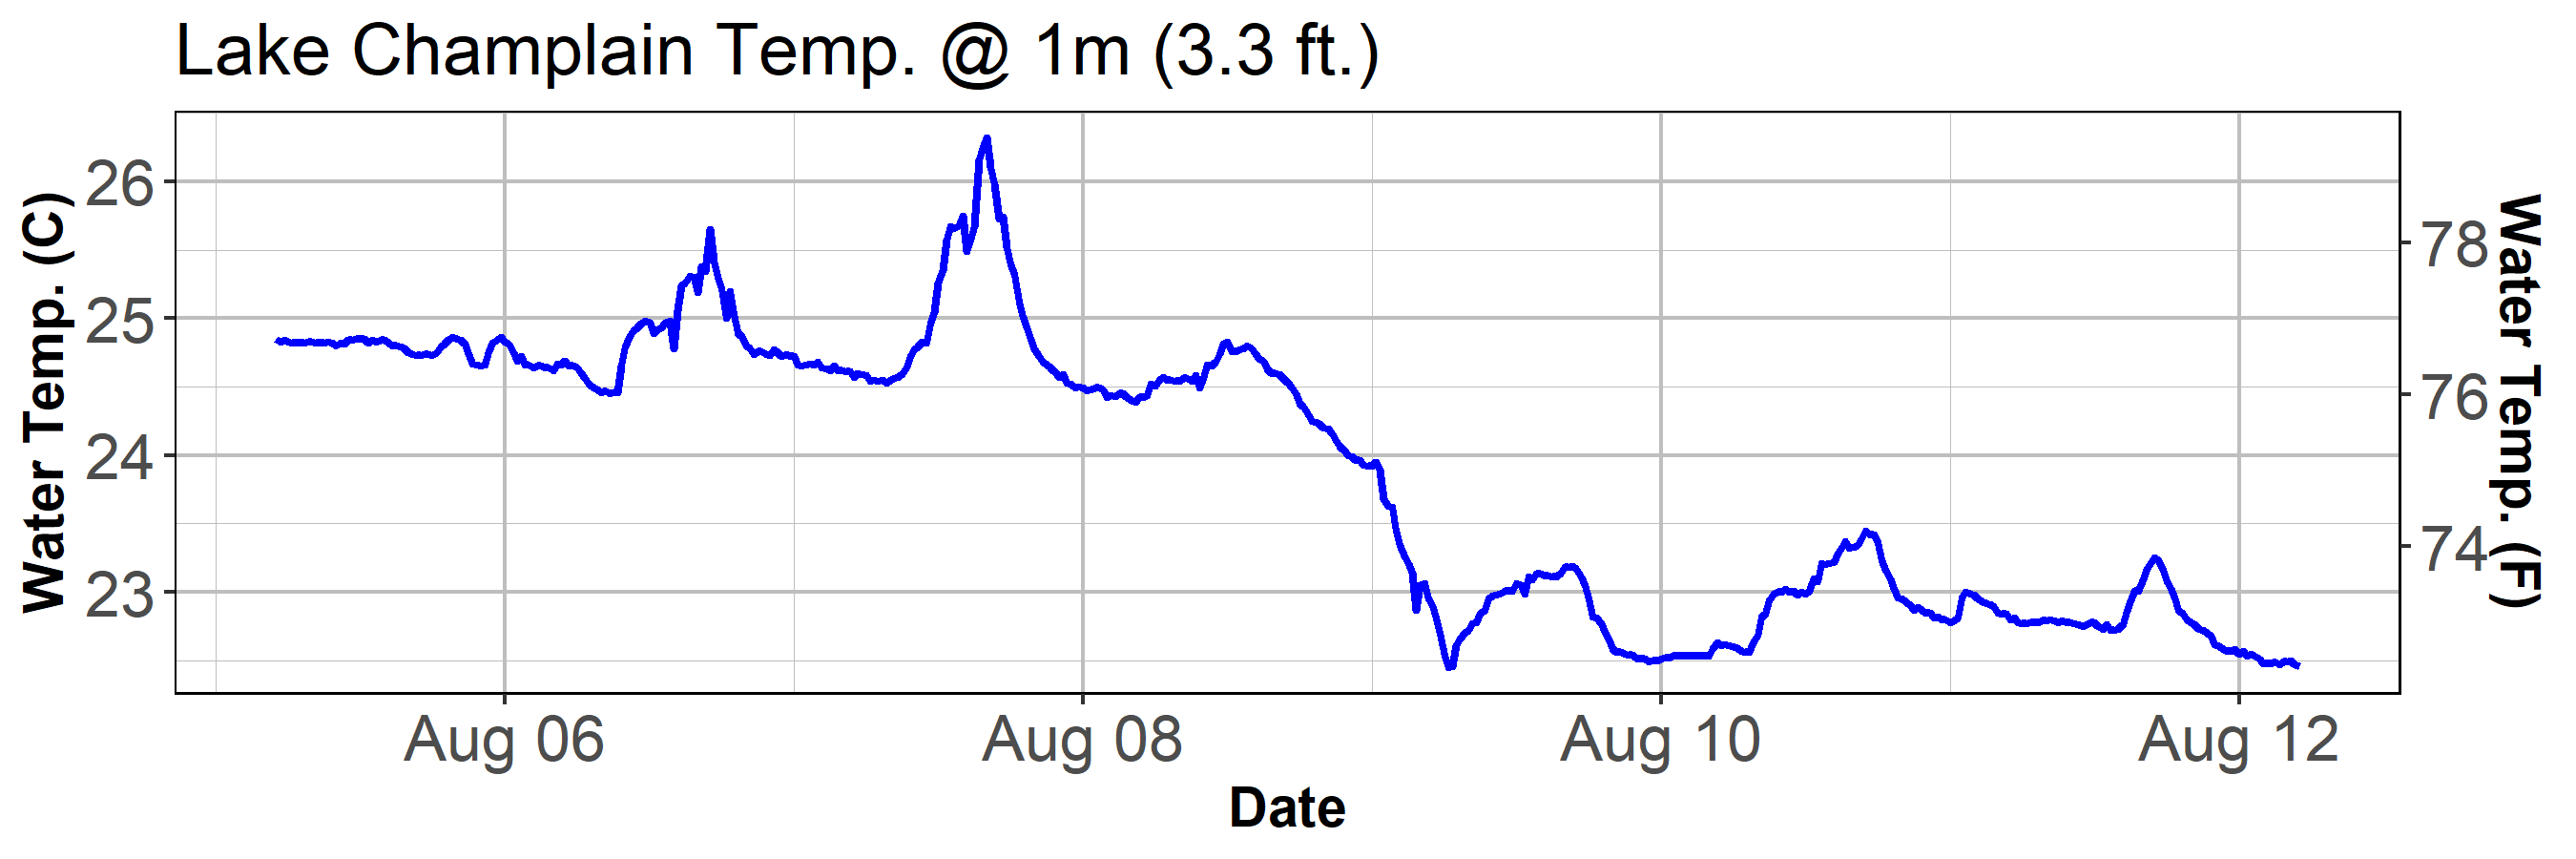 Lake Champlain Temp. @ 1m (3.3 ft.)
Water Temp. (C)
26
25
24
23
78
76
74
Water Temp. (F)
Aug 06
Aug 08
Aug 10
Aug 12
Date